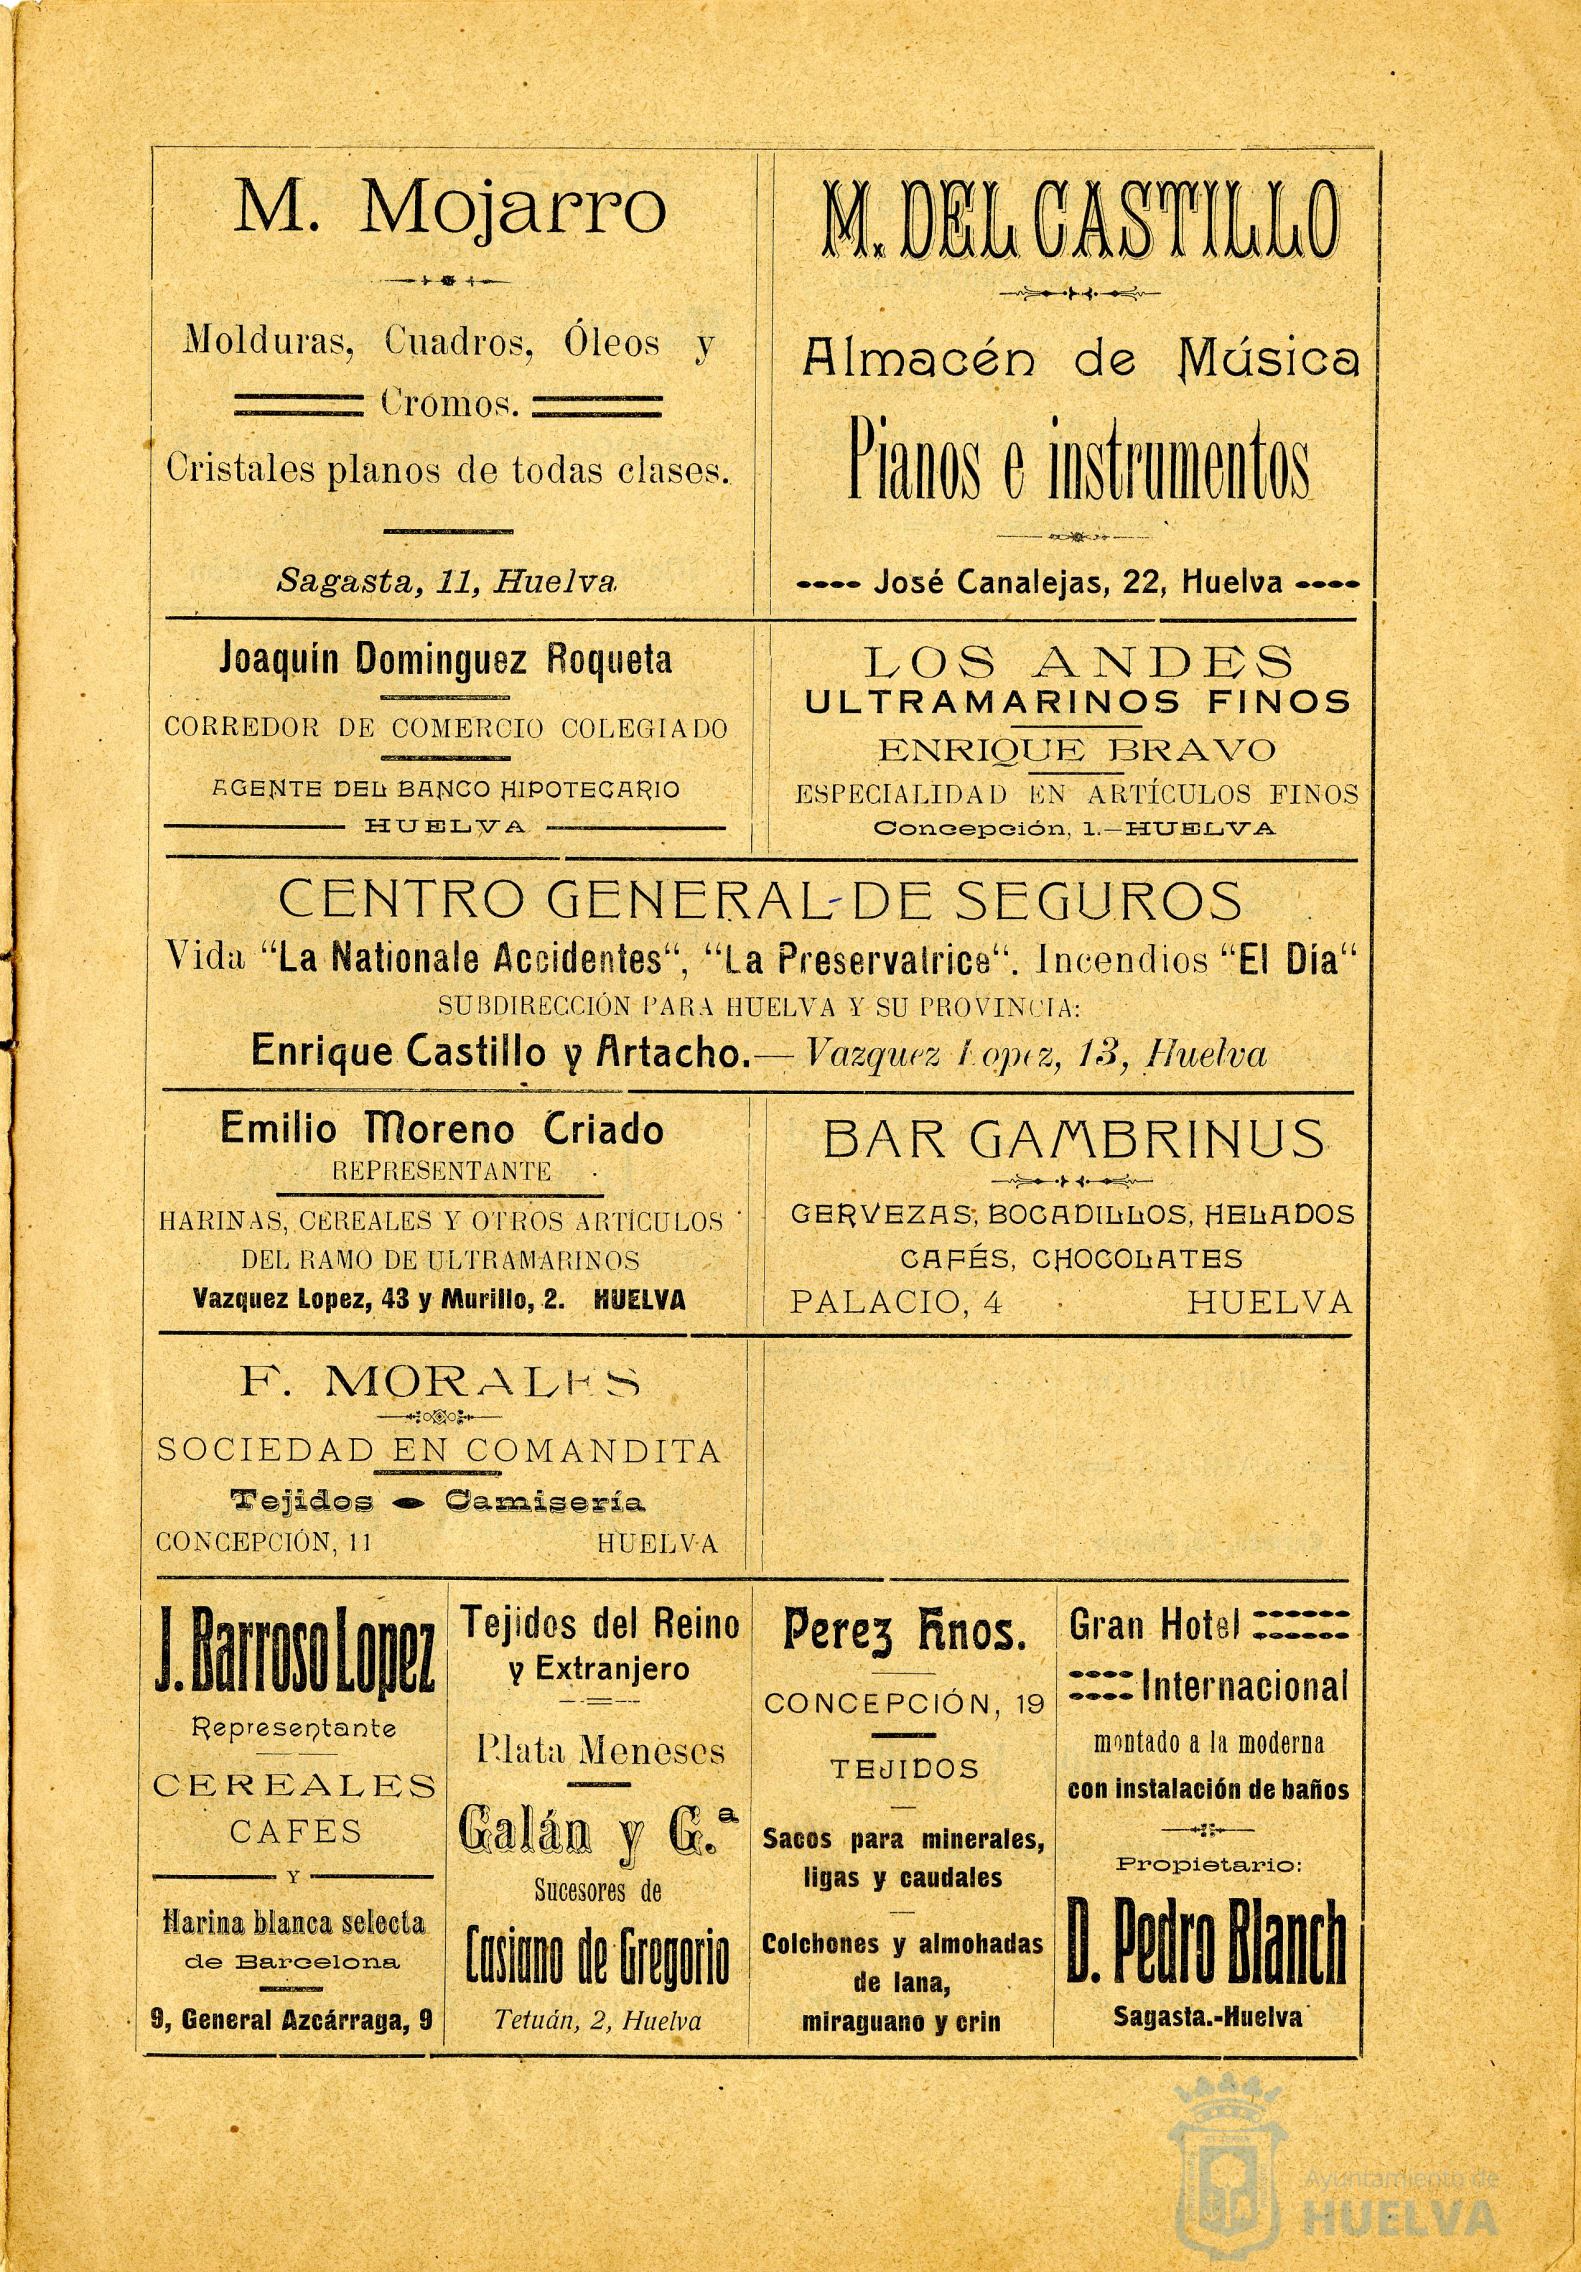 M. Mojarro
Molduras, Cuadros, Óleos y
Cromos.
Cristales planos de todas clases.
Sagasta, 11, Huelva.
M. DEL CASTILLO
Almacén de Música
Pianos e instrumentos
José Canalejas, 22, Huelva
Joaquín Dominguez Roqueta
CORREDOR DE COMERCIO COLEGIADO
AGENTE DEL BANCO HIPOTECARIO
HUELVA
LOS ANDES
ULTRAMARINOS FINOS
ENRIQUE BRAVO
ESPECIALIDAD EN ARTÍCULOS FINOS
Concepción, 1.—HUELVA
CENTRO GENERAL-DE SEGUROS
Vida “La Nationale Accidentes“, “La Preservatrice“. Incendios “El Día“
SUBDIRECCIÓN PARA HUELVA Y SU PROVINCIA:
Enrique Castillo y Artacho.— Vazquez Lopez, 13, Huelva
Emilio Moreno Criado
REPRESENTANTE
HARINAS, CEREALES Y OTROS ARTÍCULOS
DEL RAMO DE ULTRAMARINOS
Vazquez Lopez, 43 y Murillo, 2. HUELVA
BAR GAMBRINUS
CERVEZAS, BOCADILLOS, HELADOS
CAFÉS, CHOCOLATES
PALACIO, 4 HUELVA
F. MORALES
SOCIEDAD EN COMANDITA
Tejidos - Camisería
CONCEPCIÓN, 11 HUELVA
J. Barroso Lopez
Representante
CEREALES
CAFES
Y
Harina blanca selecta
de Barcelona
9, General Azcárraga, 9
Tejidos del Reino
y Extranjero
Plata Meneses
Galán y C.ª
Sucesores de
Casiano de Gregorio
Tetuán, 2, Huelva
Perez Hnos.
CONCEPCIÓN, 19
TEJIDOS
Sacos para minerales,
ligas y caudales
Colchones y almohadas
de lana,
miraguano y crin
Gran Hotel
Internacional
montado a la moderna
con instalación de baños
Propietario:
D. Pedro Blanch
Sagasta.-Huelva
Ayuntamiento de
HUELVA